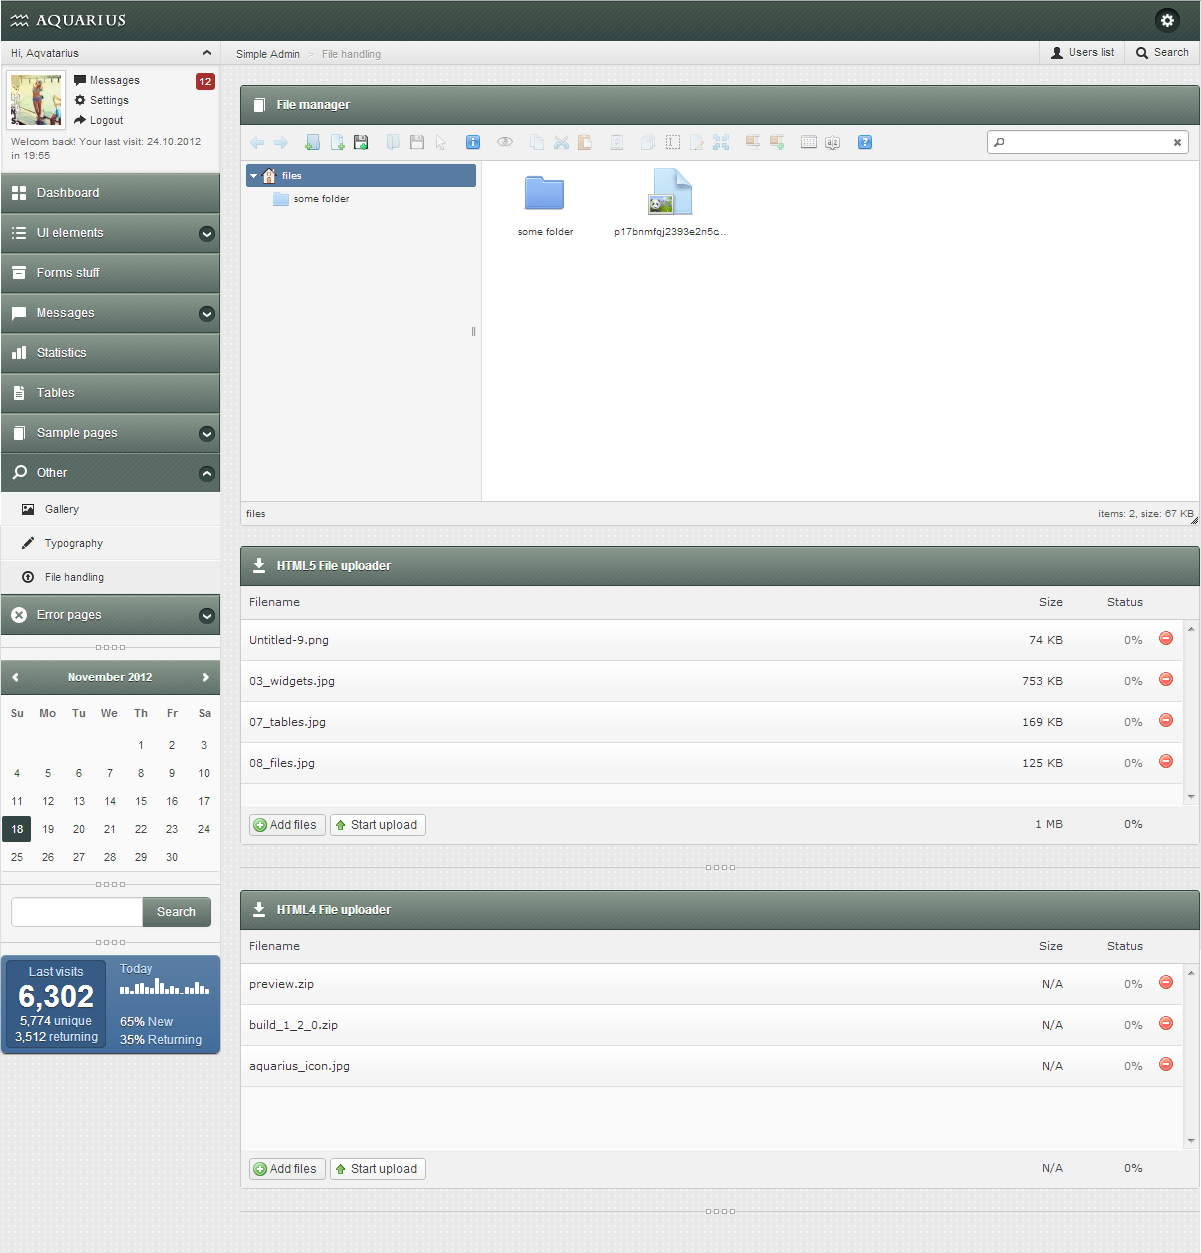 AQUARIUS
Hi, Aqvatarius
Simple Admin > File handling
Users list
Search
Messages
12
Settings
Logout
Welcom back! Your last visit: 24.10.2012
in 19:55
Dashboard
UI elements
Forms stuff
Messages
Statistics
Tables
Sample pages
Other
Gallery
Typography
File handling
Error pages
November 2012
Su Mo Tu We Th Fr Sa
1 2 3
4 5 6 7 8 9 10
11 12 13 14 15 16 17
18 19 20 21 22 23 24
25 26 27 28 29 30
Search
Last visits
6,302
5,774 unique
3,512 returning
Today
65% New
35% Returning
File manager
files
some folder
some folder
p17bnmfqj2393e2n5c..
files
items: 2, size: 67 KB
HTML5 File uploader
Filename Size Status
Untitled-9.png 74 KB 0%
03_widgets.jpg 753 KB 0%
07_tables.jpg 169 KB 0%
08_files.jpg 125 KB 0%
Add files Start upload 1 MB 0%
HTML4 File uploader
Filename Size Status
preview.zip N/A 0%
build_1_2_0.zip N/A 0%
aquarius_icon.jpg N/A 0%
Add files Start upload N/A 0%